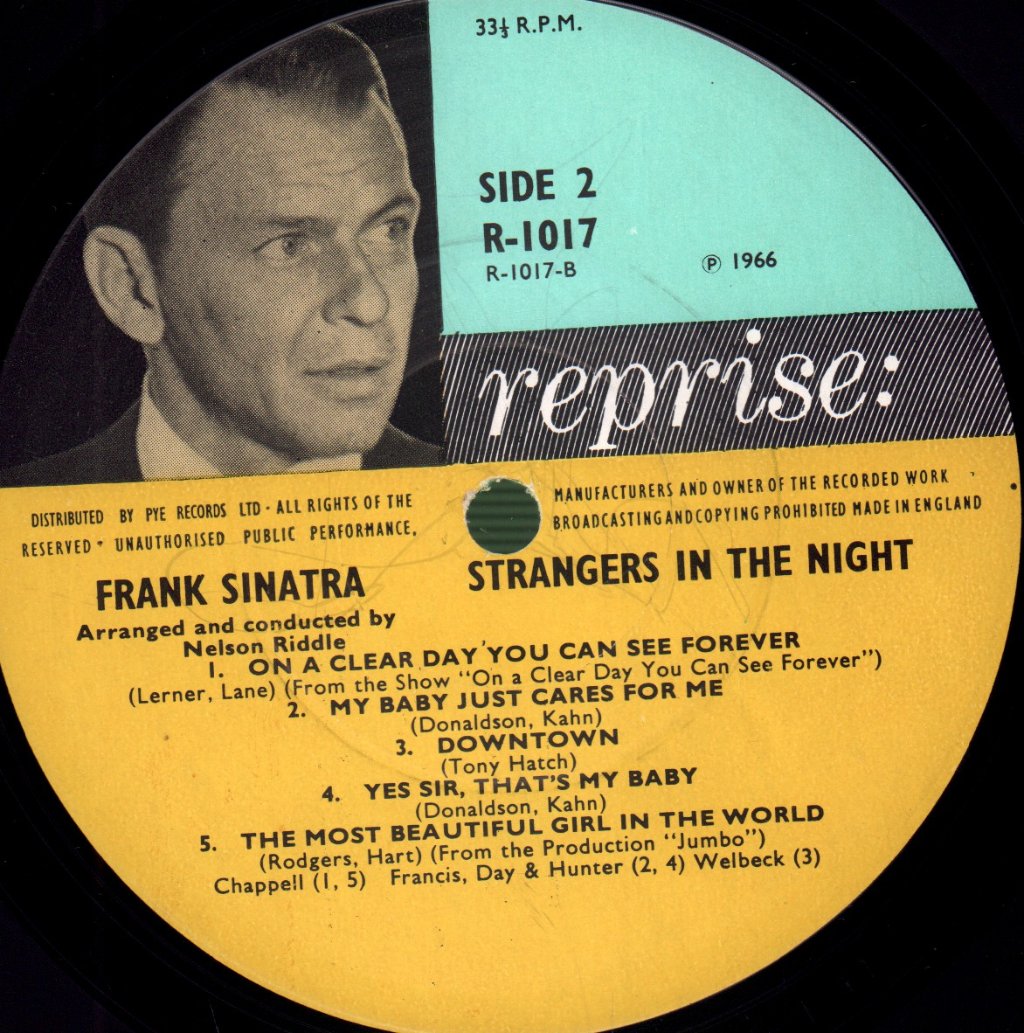 33⅓ R.P.M.
SIDE 2
R-1017
R-1017-B
℗ 1966
reprise:
DISTRIBUTED BY PYE RECORDS LTD · ALL RIGHTS OF THE MANUFACTURERS AND OWNER OF THE RECORDED WORK
RESERVED · UNAUTHORISED PUBLIC PERFORMANCE, BROADCASTING AND COPYING PROHIBITED MADE IN ENGLAND
FRANK SINATRA
STRANGERS IN THE NIGHT
Arranged and conducted by
Nelson Riddle
1. ON A CLEAR DAY YOU CAN SEE FOREVER
(Lerner, Lane) (From the Show "On a Clear Day You Can See Forever")
2. MY BABY JUST CARES FOR ME
(Donaldson, Kahn)
3. DOWNTOWN
(Tony Hatch)
4. YES SIR, THAT'S MY BABY
(Donaldson, Kahn)
5. THE MOST BEAUTIFUL GIRL IN THE WORLD
(Rodgers, Hart) (From the Production "Jumbo")
Chappell (1, 5) Francis, Day & Hunter (2, 4) Welbeck (3)